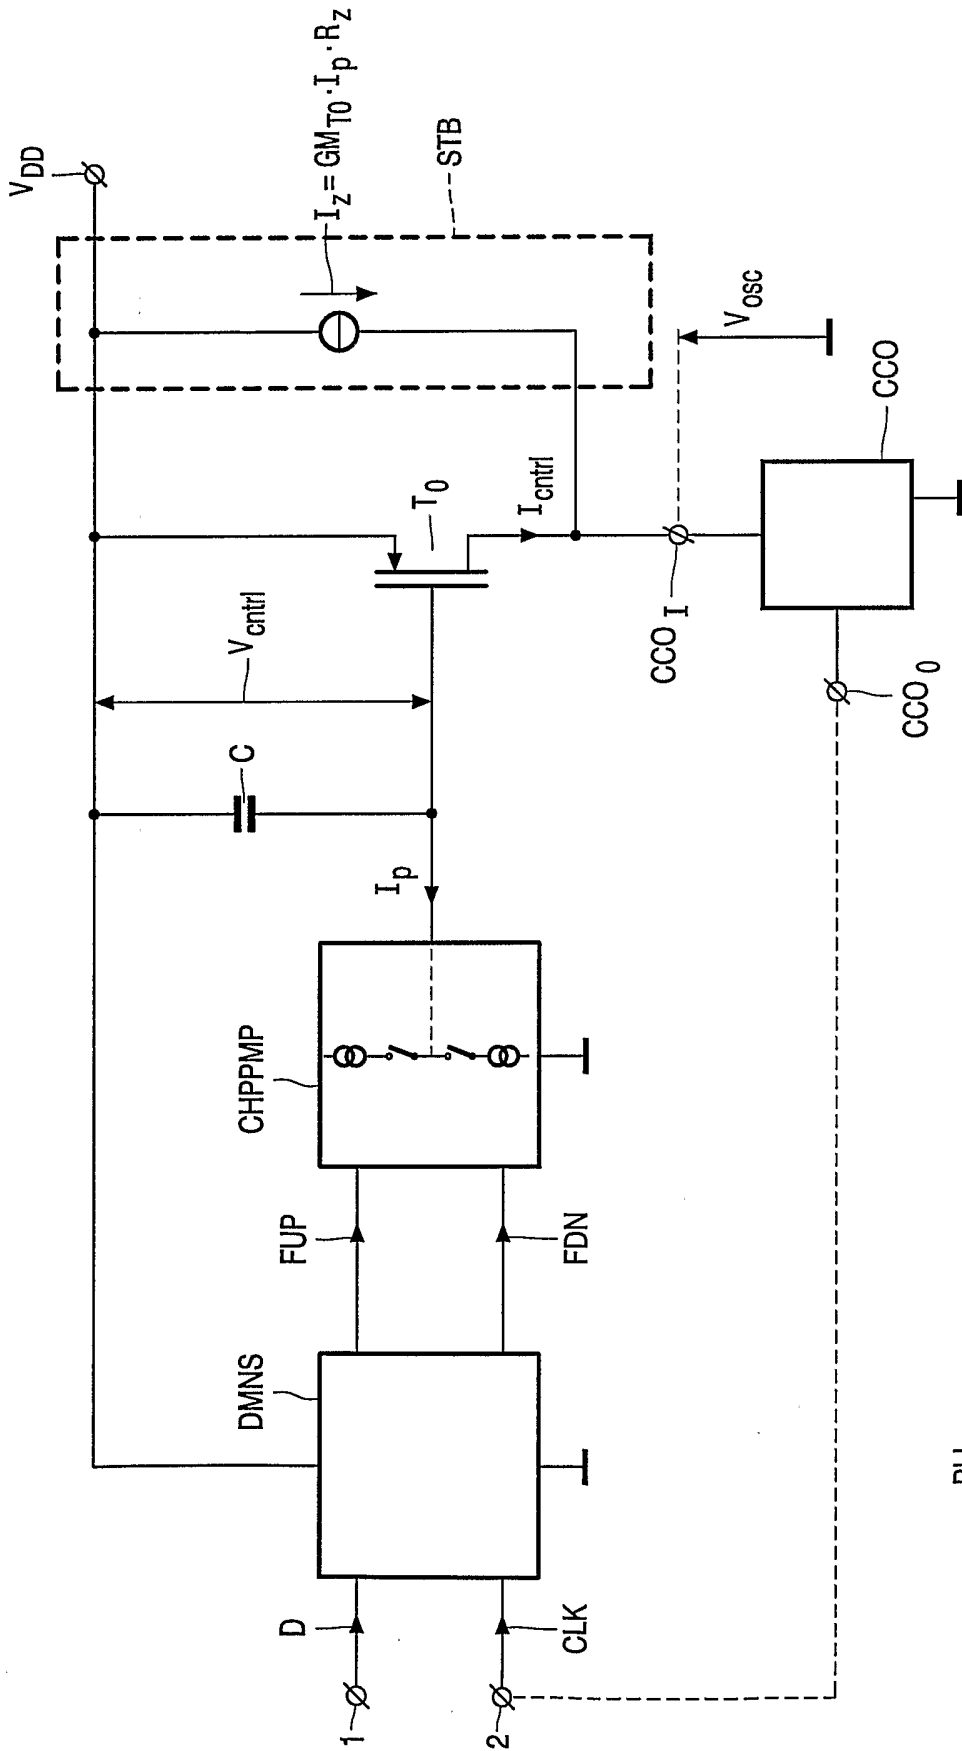 V_DD
I_z = GM_T0 · I_p · R_z
STB
V_cntrl
C
T_0
I_cntrl
V_osc
I_p
CCO_I
CCO
CCO_0
CHPPMP
FUP
FDN
DMNS
D
CLK
1
2